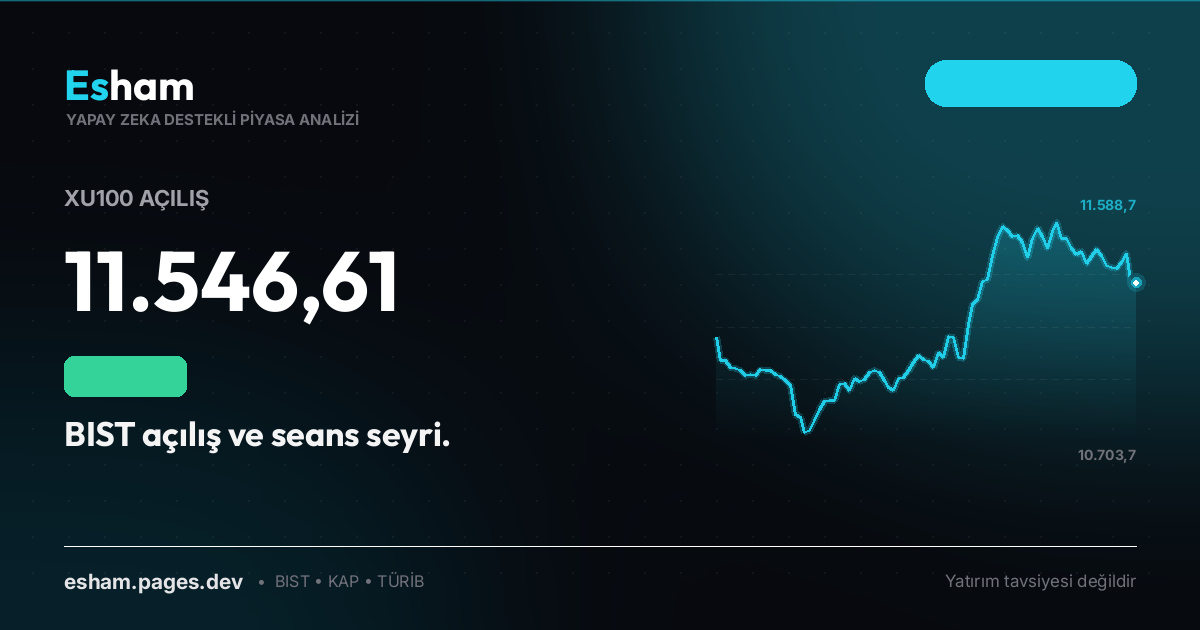 Esham
YAPAY ZEKA DESTEKLİ PİYASA ANALİZİ
XU100 AÇILIŞ
11.546,61
BIST açılış ve seans seyri.
11.588,7
10.703,7
esham.pages.dev • BIST • KAP • TÜRİB
Yatırım tavsiyesi değildir